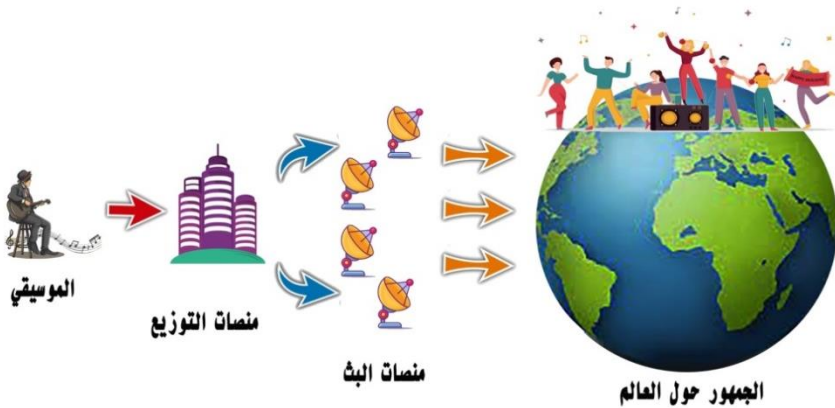 الموسيقي
منصات التوزيع
منصات البث
الجمهور حول العالم